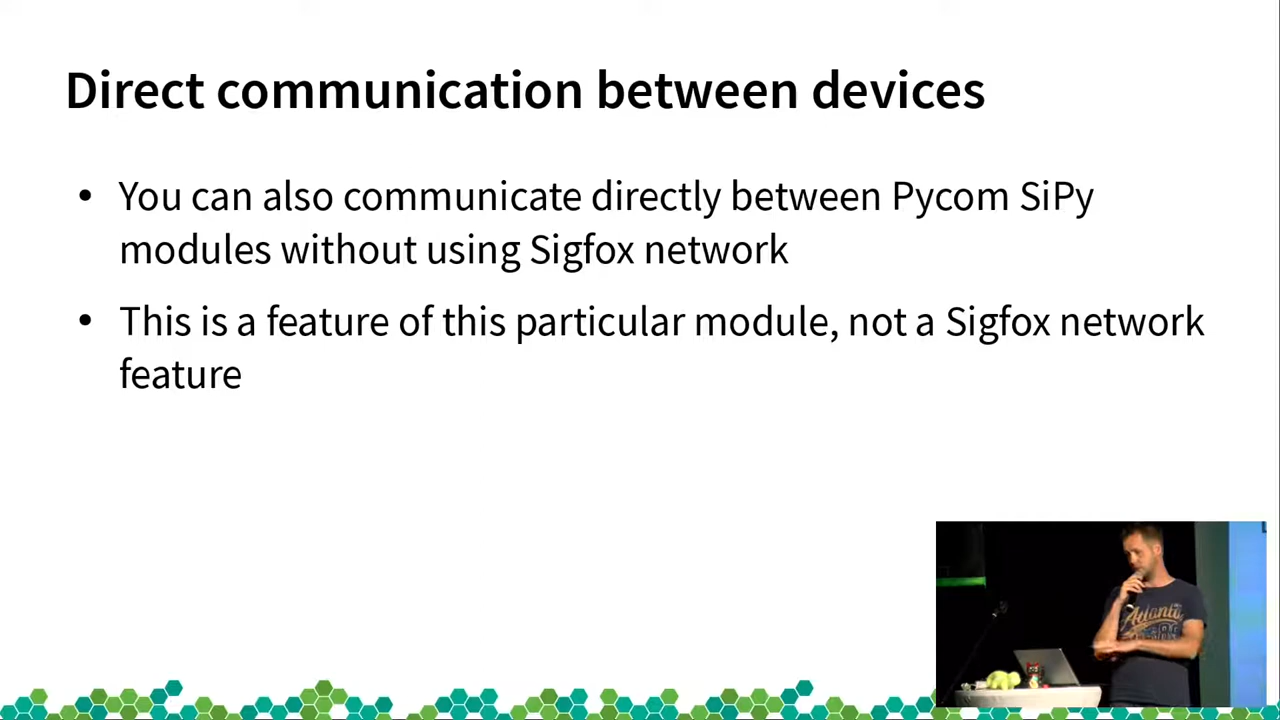 Direct communication between devices
• You can also communicate directly between Pycom SiPy
modules without using Sigfox network
• This is a feature of this particular module, not a Sigfox network
feature
Atlanta